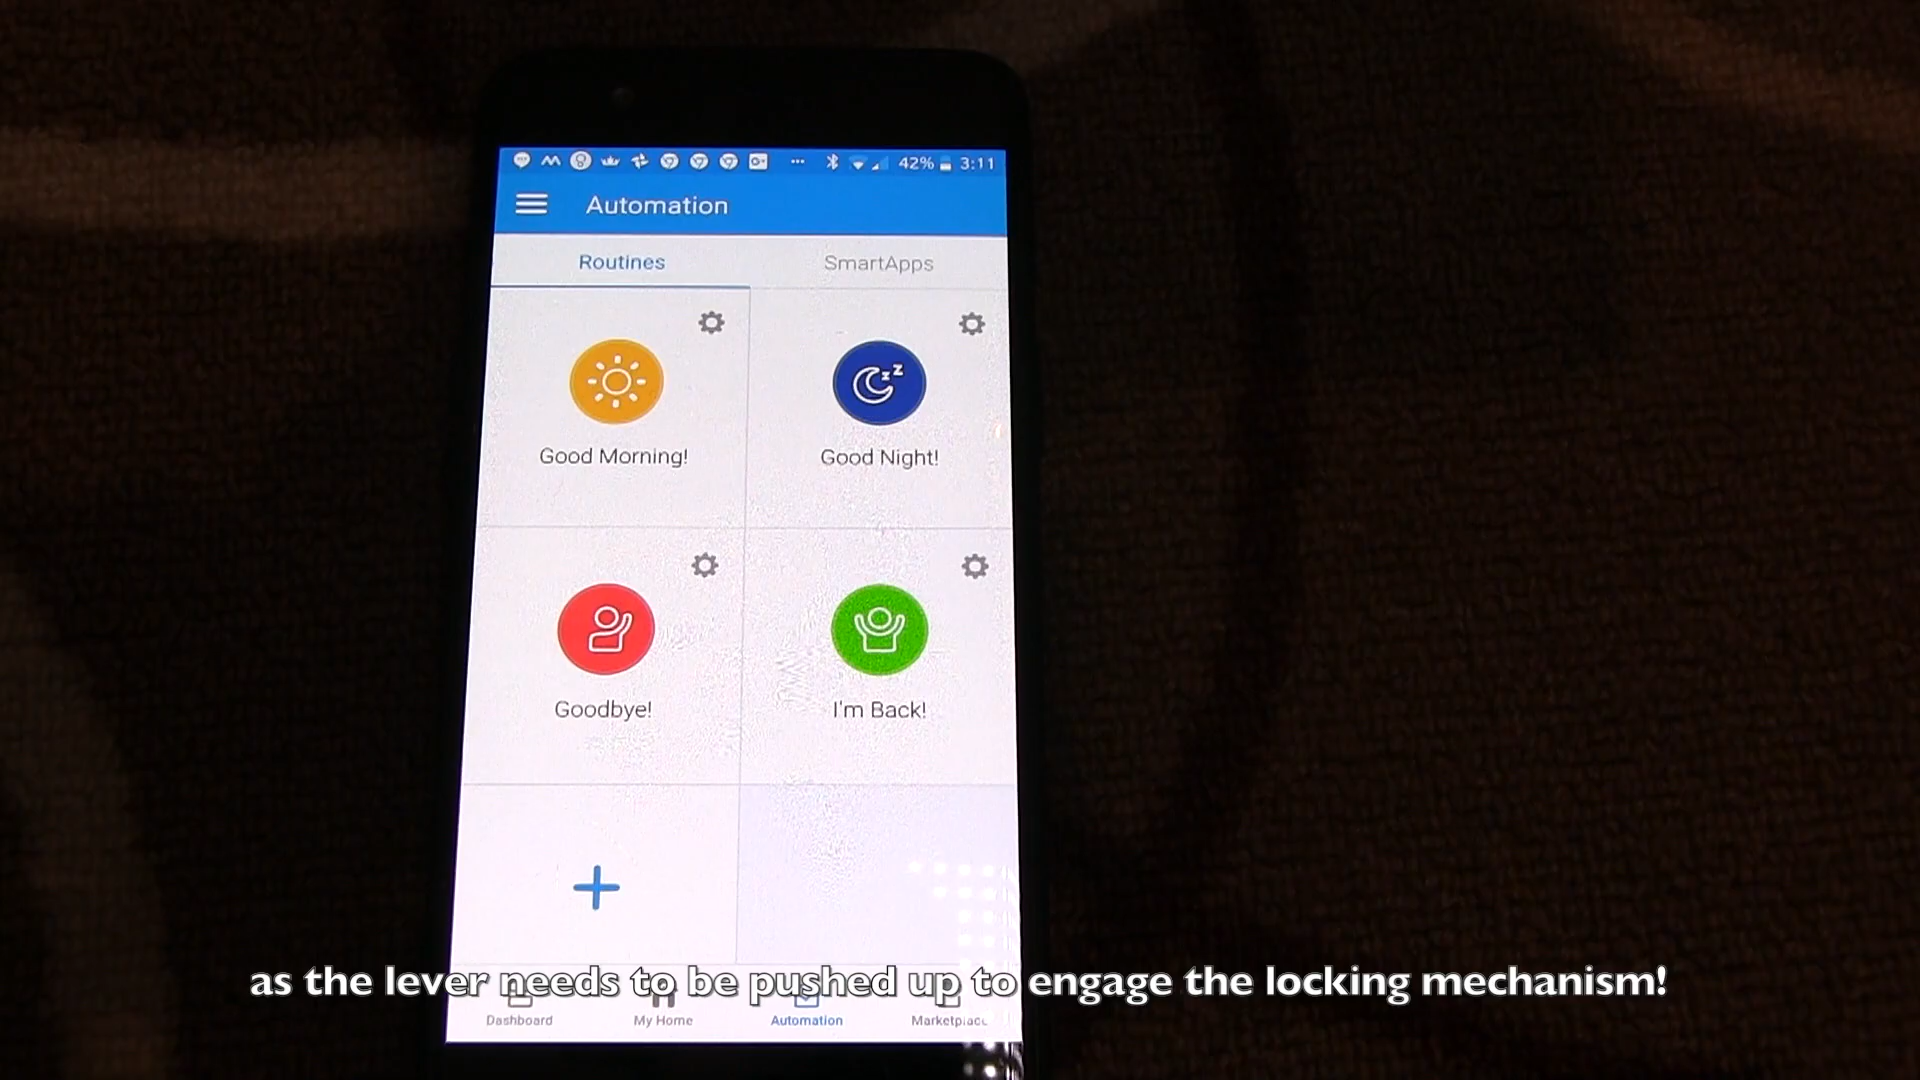 42% 3:11
Automation
Routines SmartApps
Good Morning! Good Night!
Goodbye! I'm Back!
as the lever needs to be pushed up to engage the locking mechanism!
Dashboard My Home Automation Marketplace